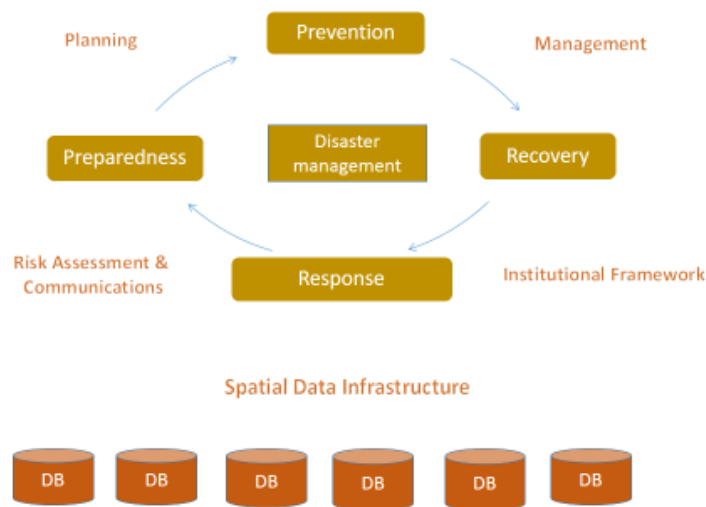 Prevention
Planning
Management
Disaster
management
Preparedness
Recovery
Risk Assessment &
Communications
Response
Institutional Framework
Spatial Data Infrastructure
DB
DB
DB
DB
DB
DB